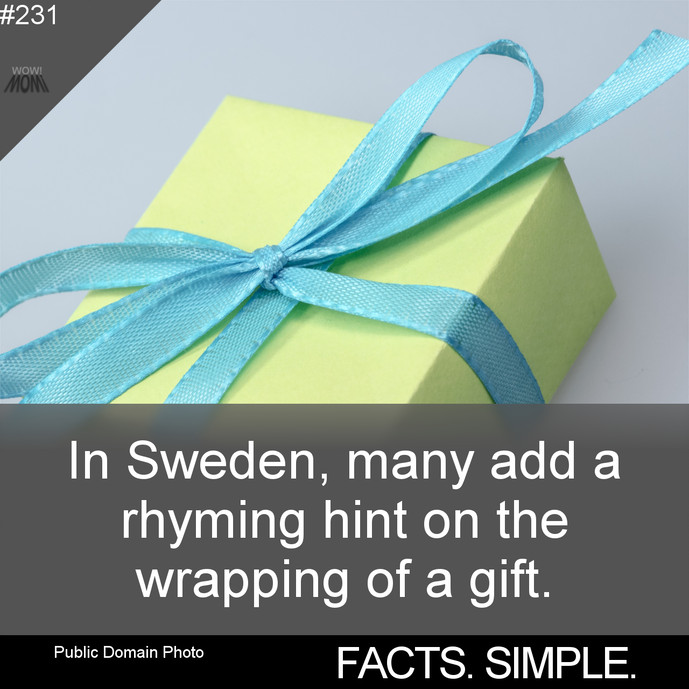 #231
WOW!
MOM
In Sweden, many add a
rhyming hint on the
wrapping of a gift.
Public Domain Photo
FACTS. SIMPLE.